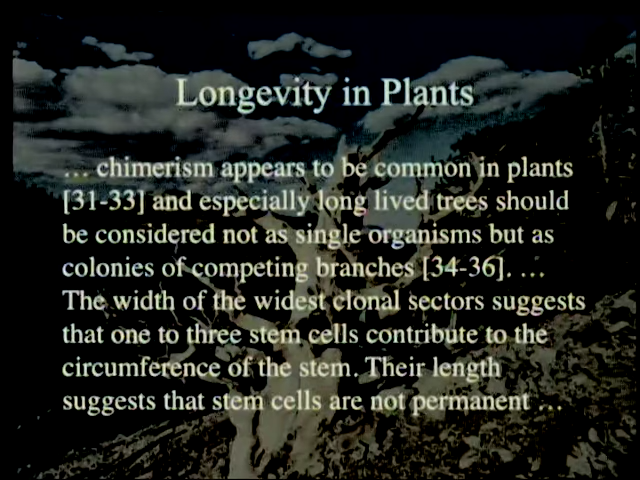 Longevity in Plants
… chimerism appears to be common in plants
[31-33] and especially long lived trees should
be considered not as single organisms but as
colonies of competing branches [34-36]. …
The width of the widest clonal sectors suggests
that one to three stem cells contribute to the
circumference of the stem. Their length
suggests that stem cells are not permanent …